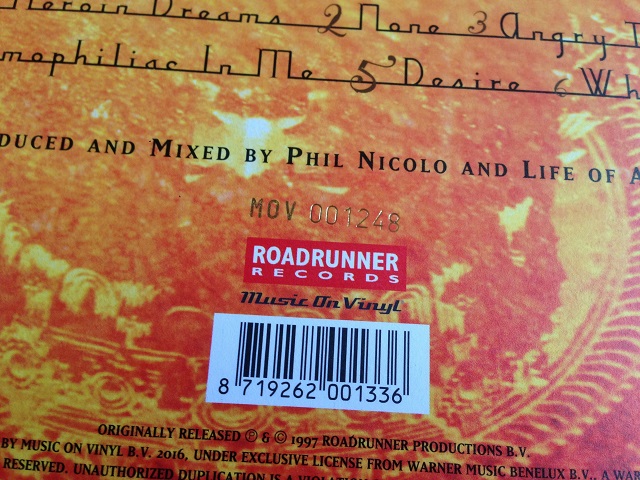 Heroin Dreams 2 None 3 Angry
mophiliac In Me 5 Desire 6 Wh
DUCED AND MIXED BY PHIL NICOLO AND LIFE OF A
MOV 001248
ROADRUNNER
RECORDS
Music On Vinyl
8 719262 001336
ORIGINALLY RELEASED ℗ & © 1997 ROADRUNNER PRODUCTIONS B.V.
BY MUSIC ON VINYL B.V. 2016, UNDER EXCLUSIVE LICENSE FROM WARNER MUSIC BENELUX B.V., A WAR
RESERVED. UNAUTHORIZED DUPLICATION IS A VIOLATION